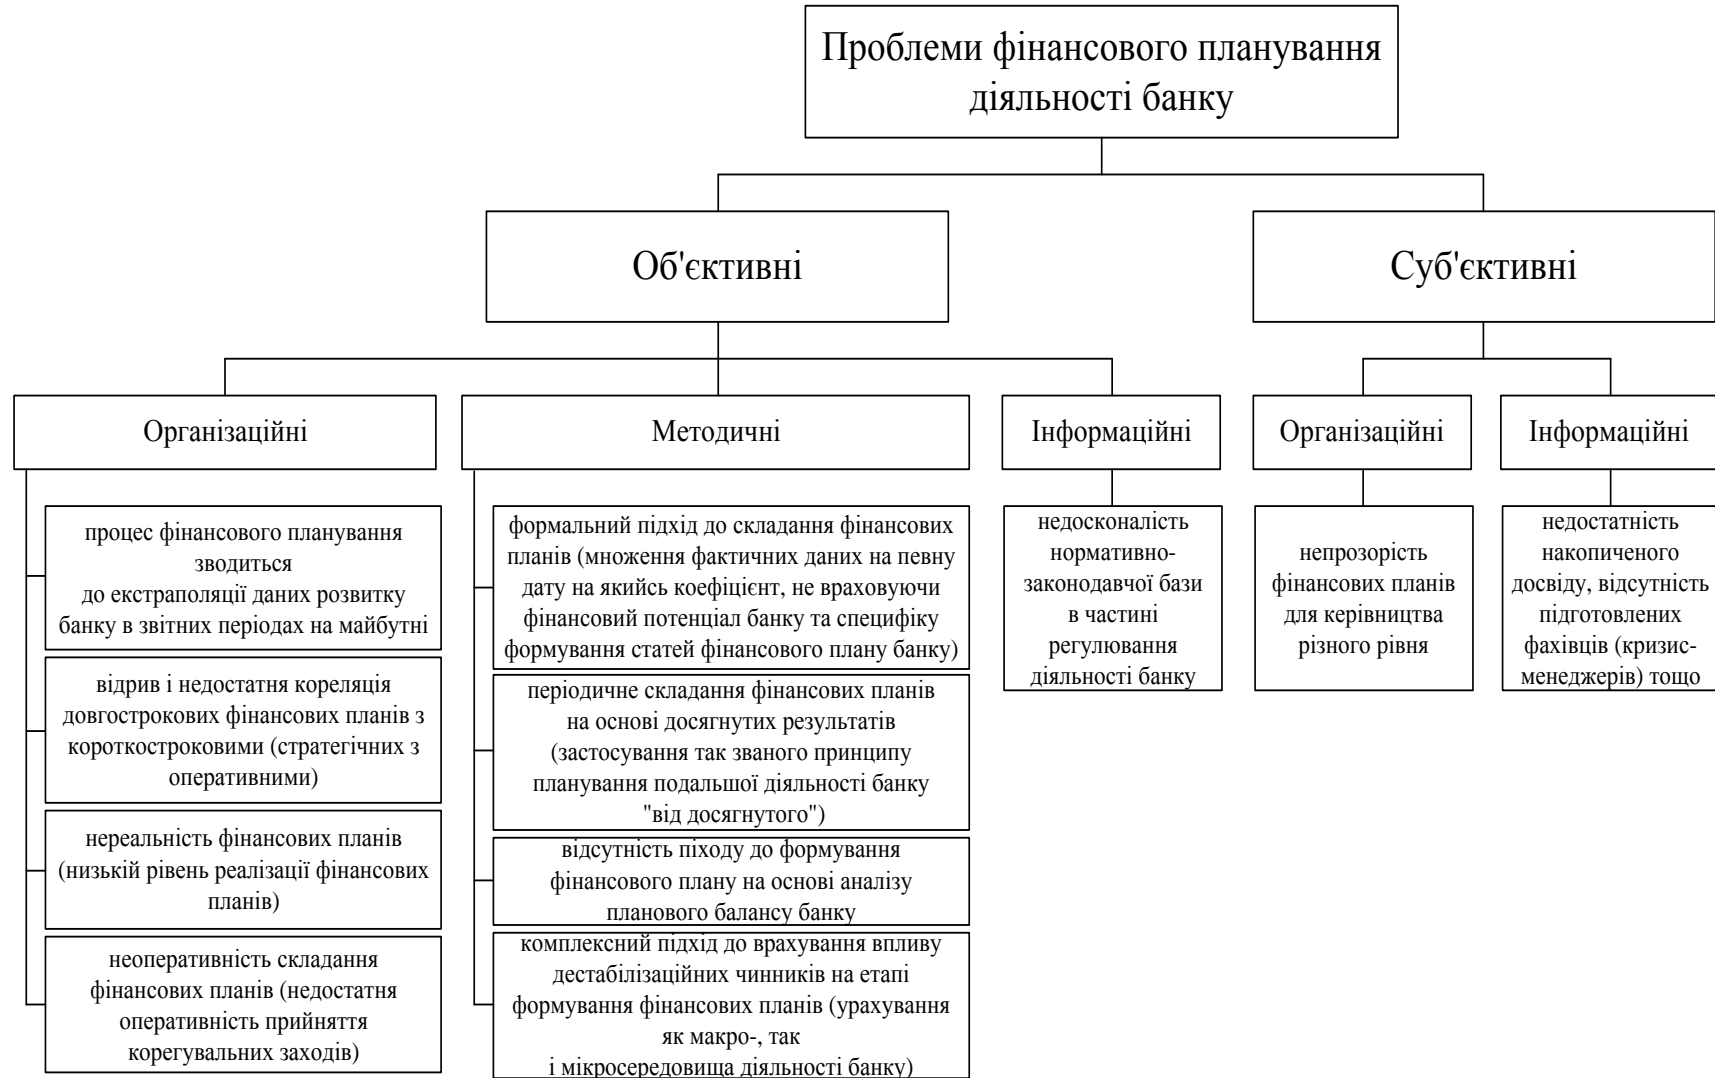 Проблеми фінансового планування
діяльності банку
Об'єктивні
Суб'єктивні
Організаційні
Методичні
Інформаційні
Організаційні
Інформаційні
процес фінансового планування
зводиться
до екстраполяції даних розвитку
банку в звітних періодах на майбутні
відрив і недостатня кореляція
довгострокових фінансових планів з
короткостроковими (стратегічних з
оперативними)
нереальність фінансових планів
(низькій рівень реалізації фінансових
планів)
неоперативність складання
фінансових планів (недостатня
оперативність прийняття
корегувальних заходів)
формальний підхід до складання фінансових
планів (множення фактичних даних на певну
дату на якийсь коефіцієнт, не враховуючи
фінансовий потенціал банку та специфіку
формування статей фінансового плану банку)
періодичне складання фінансових планів
на основі досягнутих результатів
(застосування так званого принципу
планування подальшої діяльності банку
"від досягнутого")
відсутність піходу до формування
фінансового плану на основі аналізу
планового балансу банку
комплексний підхід до врахування впливу
дестабілізаційних чинників на етапі
формування фінансових планів (урахування
як макро-, так
і мікросередовища діяльності банку)
недосконалість
нормативно-
законодавчої бази
в частині
регулювання
діяльності банку
непрозорість
фінансових планів
для керівництва
різного рівня
недостатність
накопиченого
досвіду, відсутність
підготовлених
фахівців (кризис-
менеджерів) тощо